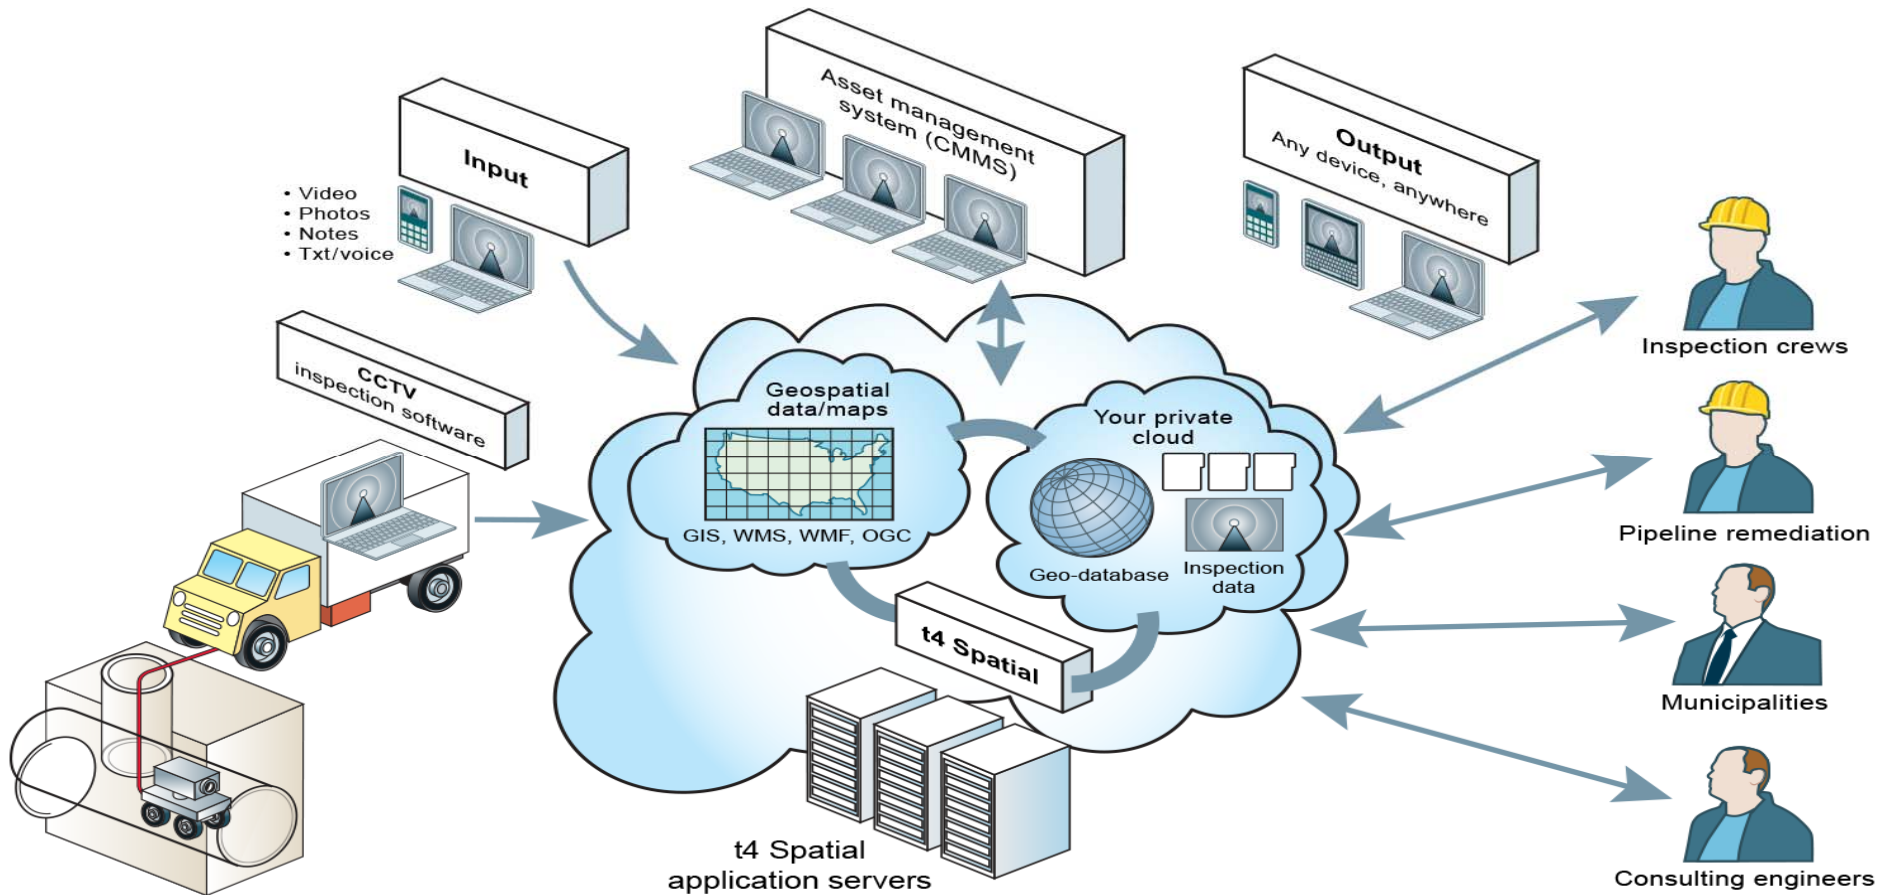 Input
• Video
• Photos
• Notes
• Txt/voice
Asset management
system (CMMS)
Output
Any device, anywhere
CCTV
inspection software
Geospatial
data/maps
GIS, WMS, WMF, OGC
Your private
cloud
Geo-database
Inspection
data
t4 Spatial
t4 Spatial
application servers
Inspection crews
Pipeline remediation
Municipalities
Consulting engineers